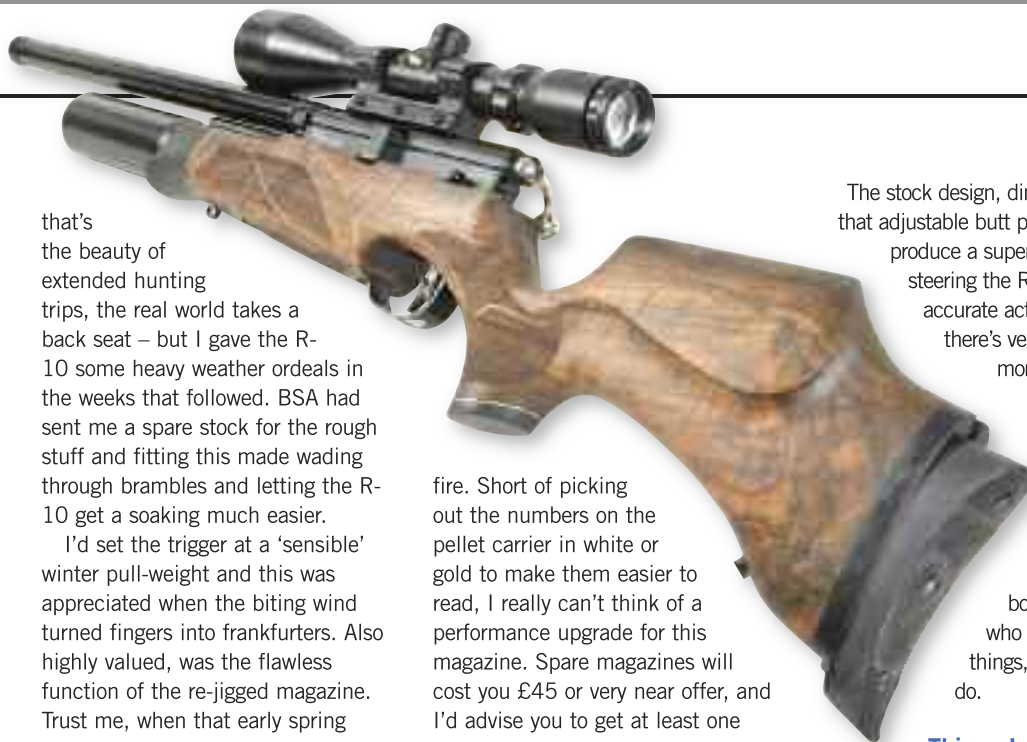 that's
the beauty of
extended hunting
trips, the real world takes a
back seat – but I gave the R-
10 some heavy weather ordeals in
the weeks that followed. BSA had
sent me a spare stock for the rough
stuff and fitting this made wading
through brambles and letting the R-
10 get a soaking much easier.
I'd set the trigger at a ‘sensible’
winter pull-weight and this was
appreciated when the biting wind
turned fingers into frankfurters. Also
highly valued, was the flawless
function of the re-jigged magazine.
Trust me, when that early spring
fire. Short of picking
out the numbers on the
pellet carrier in white or
gold to make them easier to
read, I really can't think of a
performance upgrade for this
magazine. Spare magazines will
cost you £45 or very near offer, and
I'd advise you to get at least one
The stock design,
that adjustable butt
produce a
steering the
accurate
there's
who
things,
do.